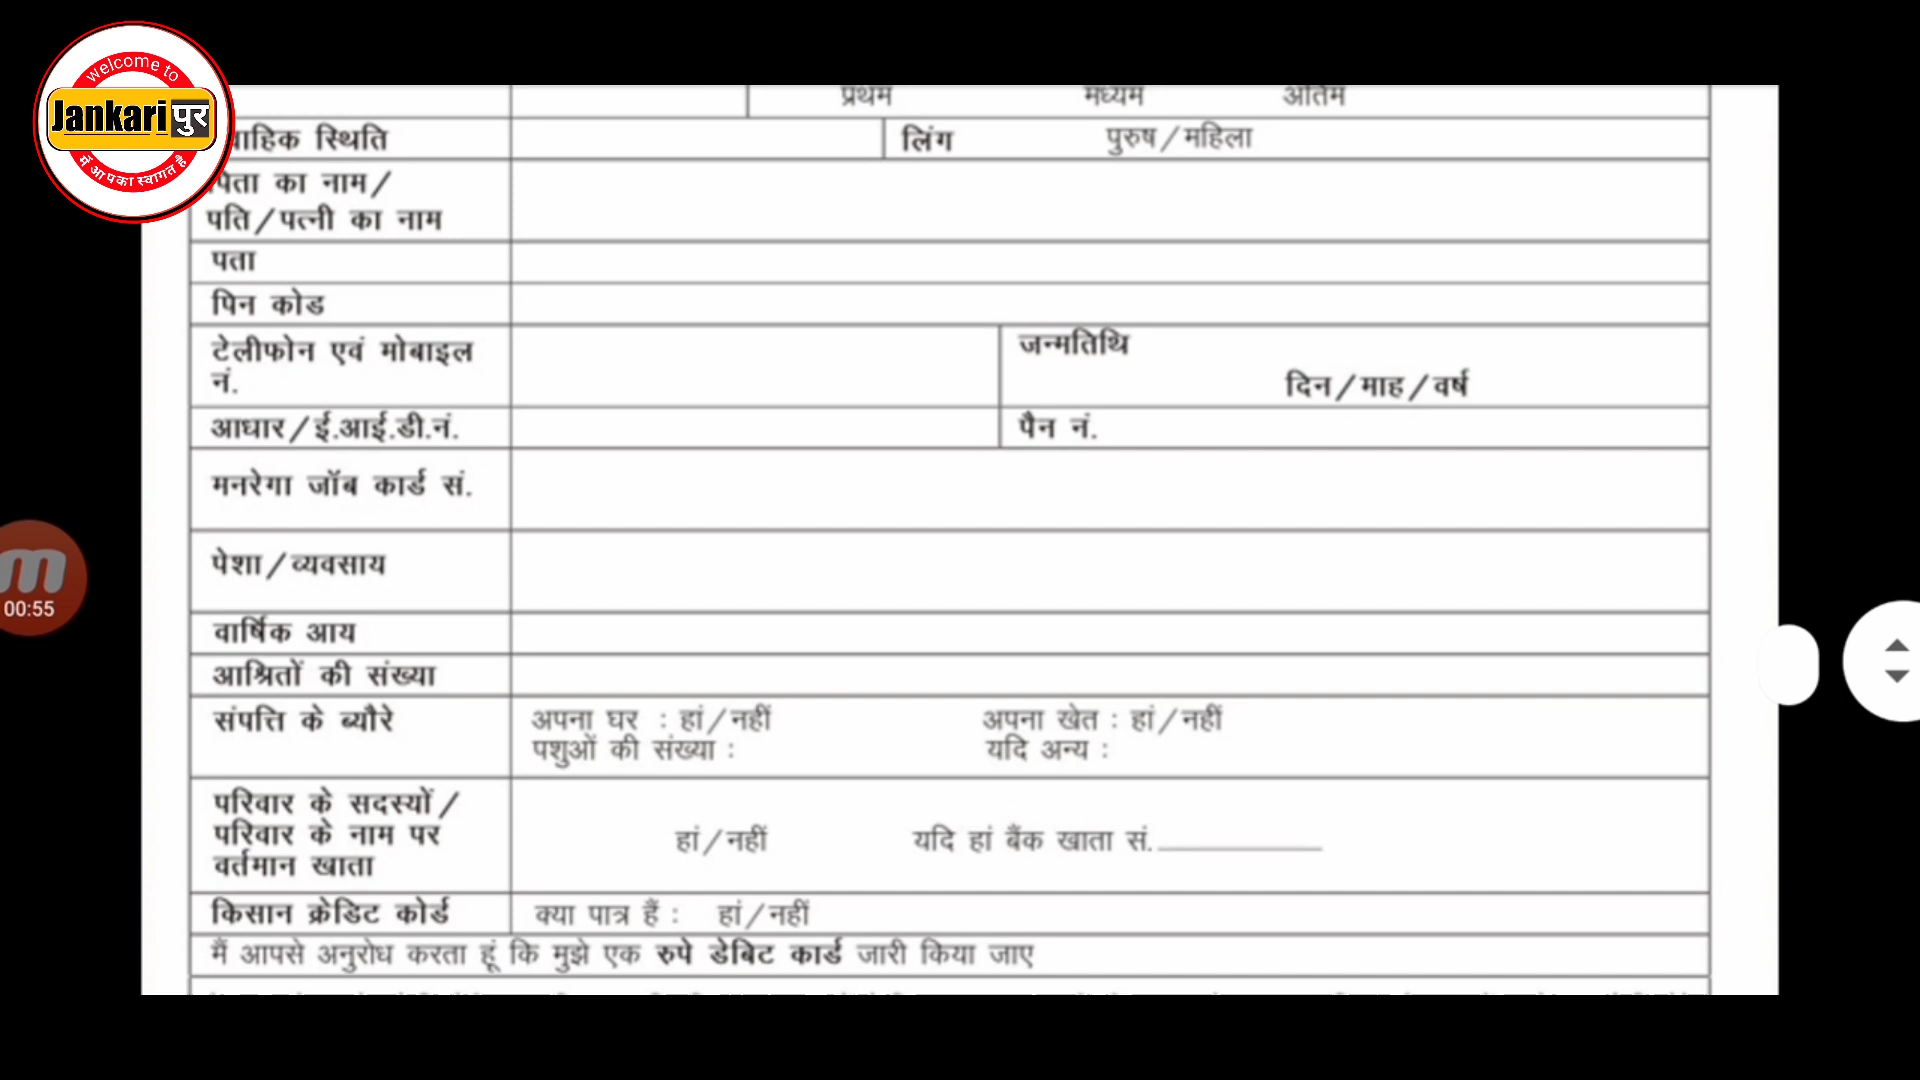 welcome to
Jankari पुर
में आपका स्वागत है
प्रथम मध्यम अंतिम
वाहिक स्थिति लिंग पुरुष/महिला
पिता का नाम/
पति/पत्नी का नाम
पता
पिन कोड
टेलीफोन एवं मोबाइल
नं.
जन्मतिथि
दिन/माह/वर्ष
आधार/ई.आई.डी.नं. पैन नं.
मनरेगा जॉब कार्ड सं.
पेशा/व्यवसाय
वार्षिक आय
आश्रितों की संख्या
संपत्ति के ब्यौरे अपना घर : हां/नहीं अपना खेत : हां/नहीं
पशुओं की संख्या : यदि अन्य :
परिवार के सदस्यों/
परिवार के नाम पर
वर्तमान खाता
हां/नहीं यदि हां बैंक खाता सं.
किसान क्रेडिट कोर्ड क्या पात्र हैं : हां/नहीं
मैं आपसे अनुरोध करता हूं कि मुझे एक रुपे डेबिट कार्ड जारी किया जाए
m
00:55